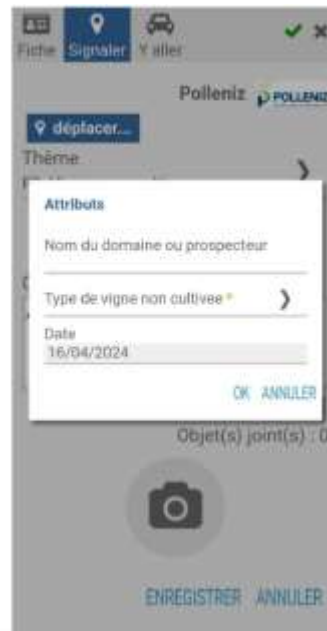 Fiche Signaler Y aller
Polleniz POLLENIZ
déplacer...
Thème
Attributs
Nom du domaine ou prospecteur
Type de vigne non cultivee *
Date
16/04/2024
OK ANNULER
Objet(s) joint(s) : 0
ENREGISTRER ANNULER